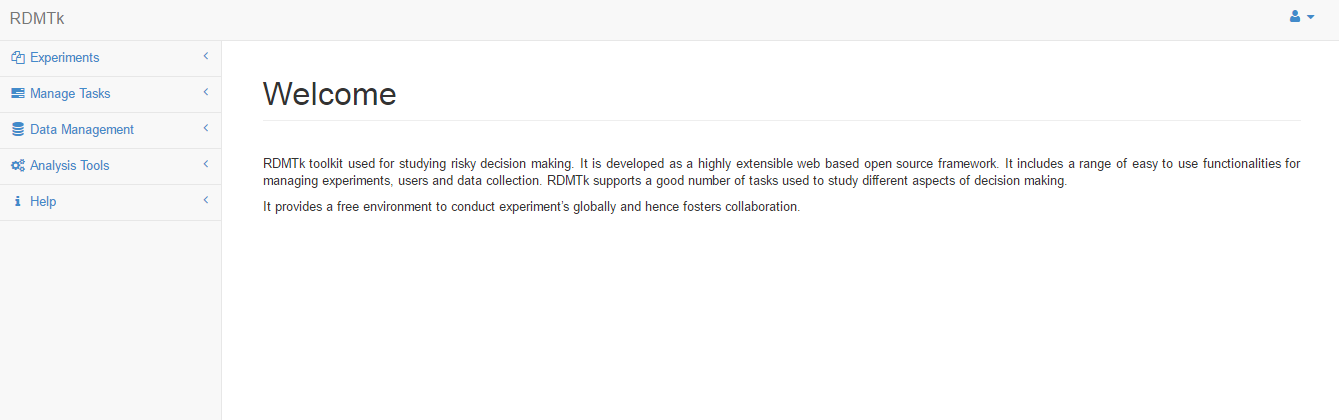 RDMTk
Experiments
Manage Tasks
Data Management
Analysis Tools
Help
Welcome
RDMTk toolkit used for studying risky decision making. It is developed as a highly extensible web based open source framework. It includes a range of easy to use functionalities for
managing experiments, users and data collection. RDMTk supports a good number of tasks used to study different aspects of decision making.
It provides a free environment to conduct experiment's globally and hence fosters collaboration.